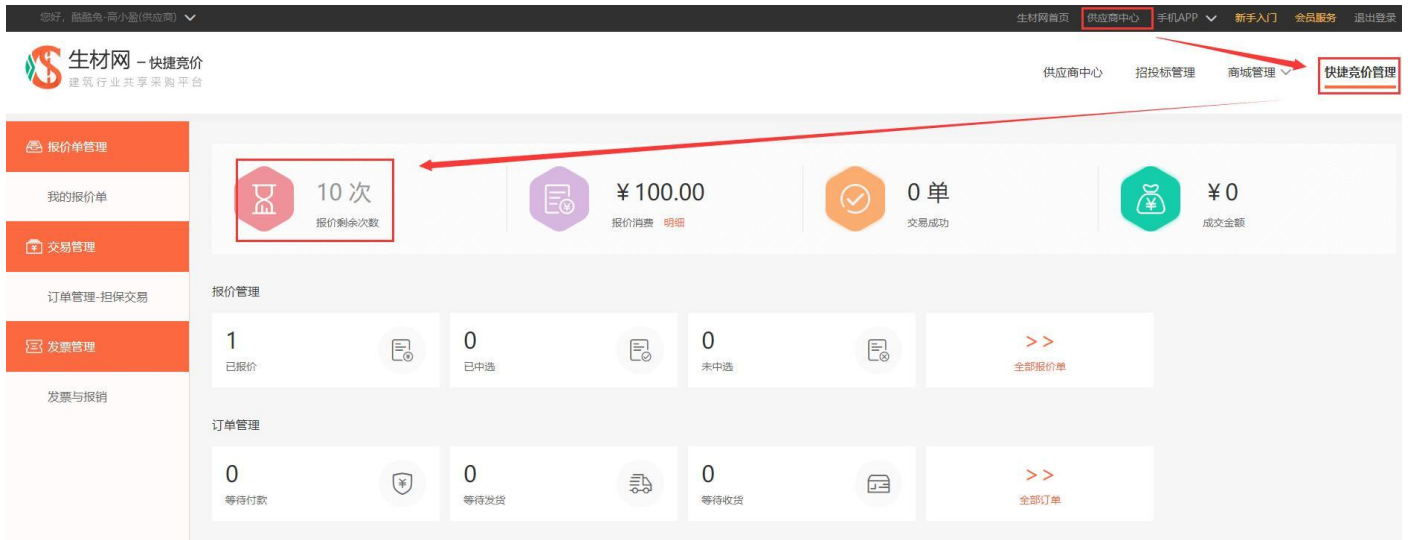 您好，酷酷兔-高小盈(供应商)
生材网首页 供应商中心 手机APP 新手入门 会员服务 退出登录
生材网 – 快捷竞价
建筑行业共享采购平台
供应商中心 招投标管理 商城管理 快捷竞价管理
报价单管理
我的报价单
交易管理
订单管理-担保交易
发票管理
发票与报销
10 次
报价剩余次数
¥ 100.00
报价消费 明细
0 单
交易成功
¥ 0
成交金额
报价管理
1
已报价
0
已中选
0
未中选
>>
全部报价单
订单管理
0
等待付款
0
等待发货
0
等待收货
>>
全部订单